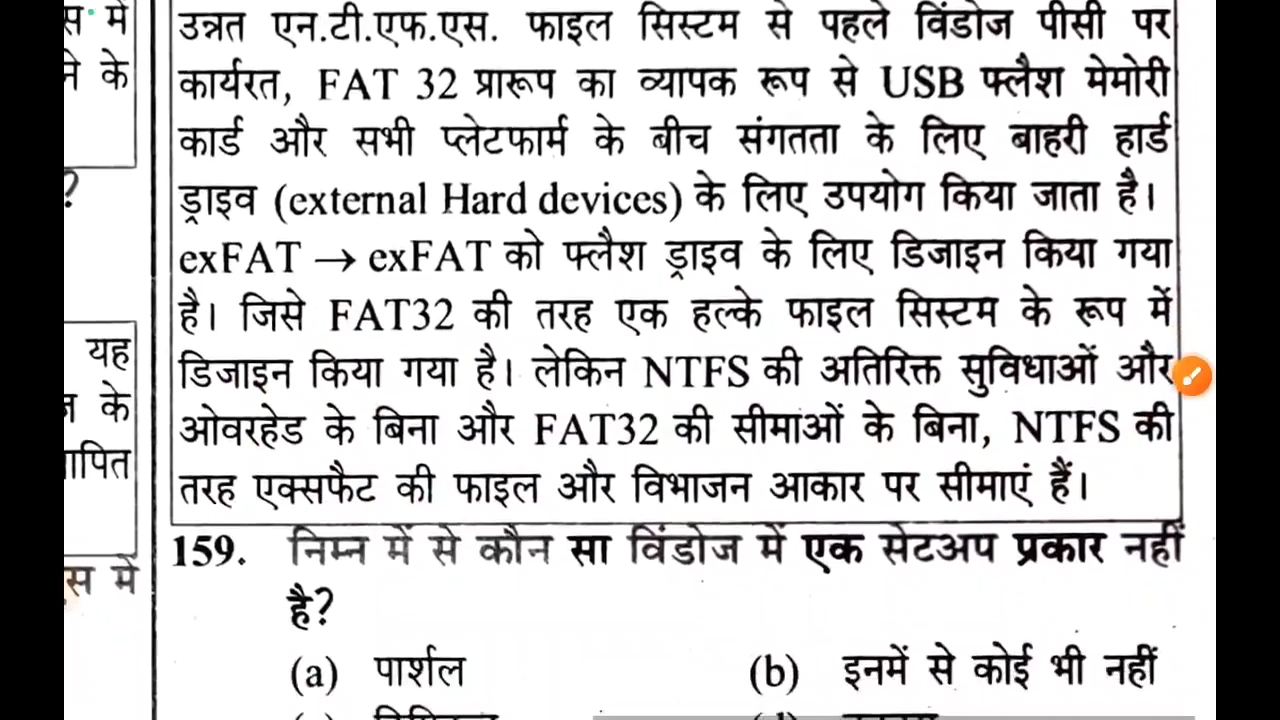 स में
ने के
?
यह
के
ापित
स में
उन्नत एन.टी.एफ.एस. फाइल सिस्टम से पहले विंडोज पीसी पर
कार्यरत, FAT 32 प्रारूप का व्यापक रूप से USB फ्लैश मेमोरी
कार्ड और सभी प्लेटफार्म के बीच संगतता के लिए बाहरी हार्ड
ड्राइव (external Hard devices) के लिए उपयोग किया जाता है।
exFAT → exFAT को फ्लैश ड्राइव के लिए डिजाइन किया गया
है। जिसे FAT32 की तरह एक हल्के फाइल सिस्टम के रूप में
डिजाइन किया गया है। लेकिन NTFS की अतिरिक्त सुविधाओं और
ओवरहेड के बिना और FAT32 की सीमाओं के बिना, NTFS की
तरह एक्सफैट की फाइल और विभाजन आकार पर सीमाएं हैं।
159. निम्न में से कौन सा विंडोज में एक सेटअप प्रकार नहीं
है?
(a) पार्शल (b) इनमें से कोई भी नहीं